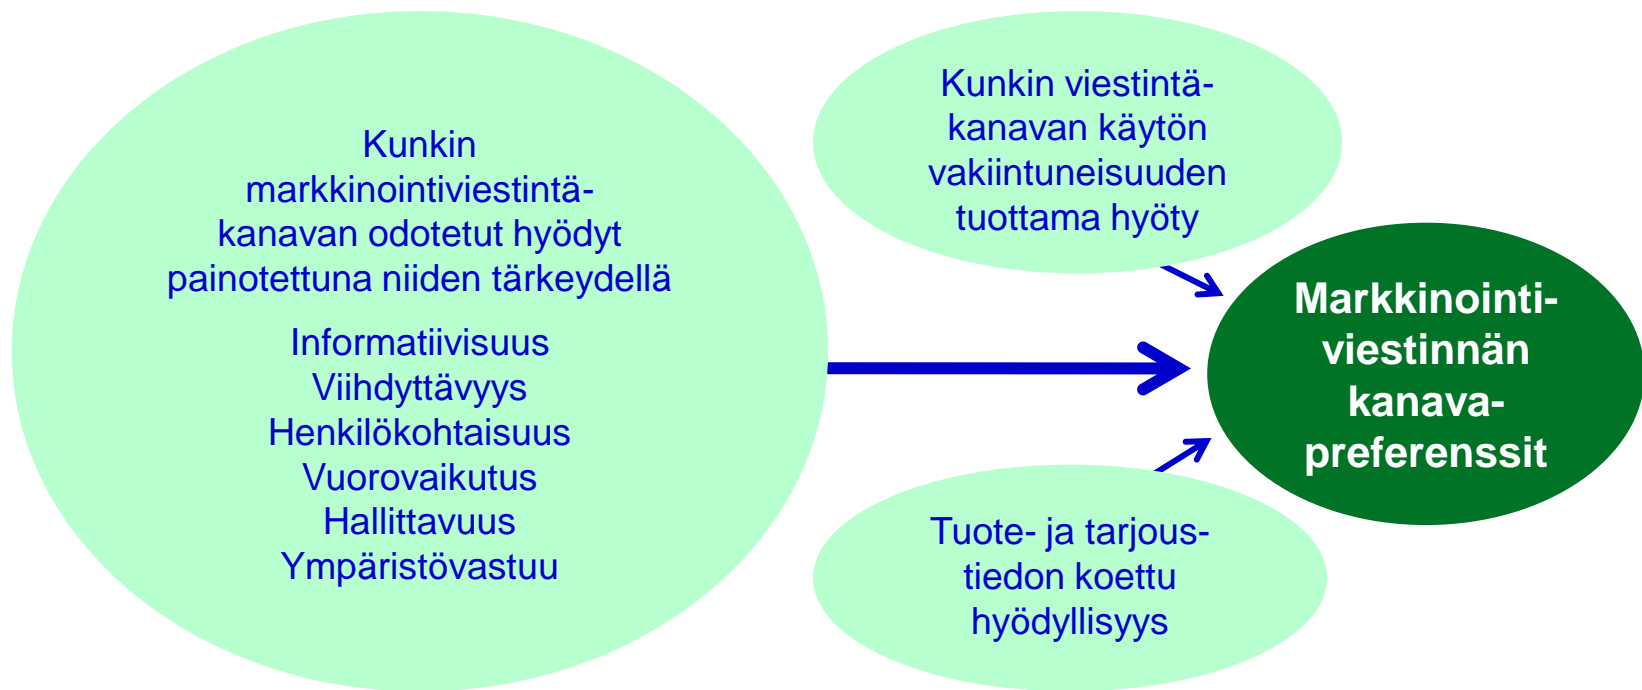 Kunkin
markkinointiviestintä-
kanavan odotetut hyödyt
painotettuna niiden tärkeydellä
Informatiivisuus
Viihdyttävyys
Henkilökohtaisuus
Vuorovaikutus
Hallittavuus
Ympäristövastuu
Kunkin viestintä-
kanavan käytön
vakiintuneisuuden
tuottama hyöty
Tuote- ja tarjous-
tiedon koettu
hyödyllisyys
Markkinointi-
viestinnän
kanava-
preferenssit